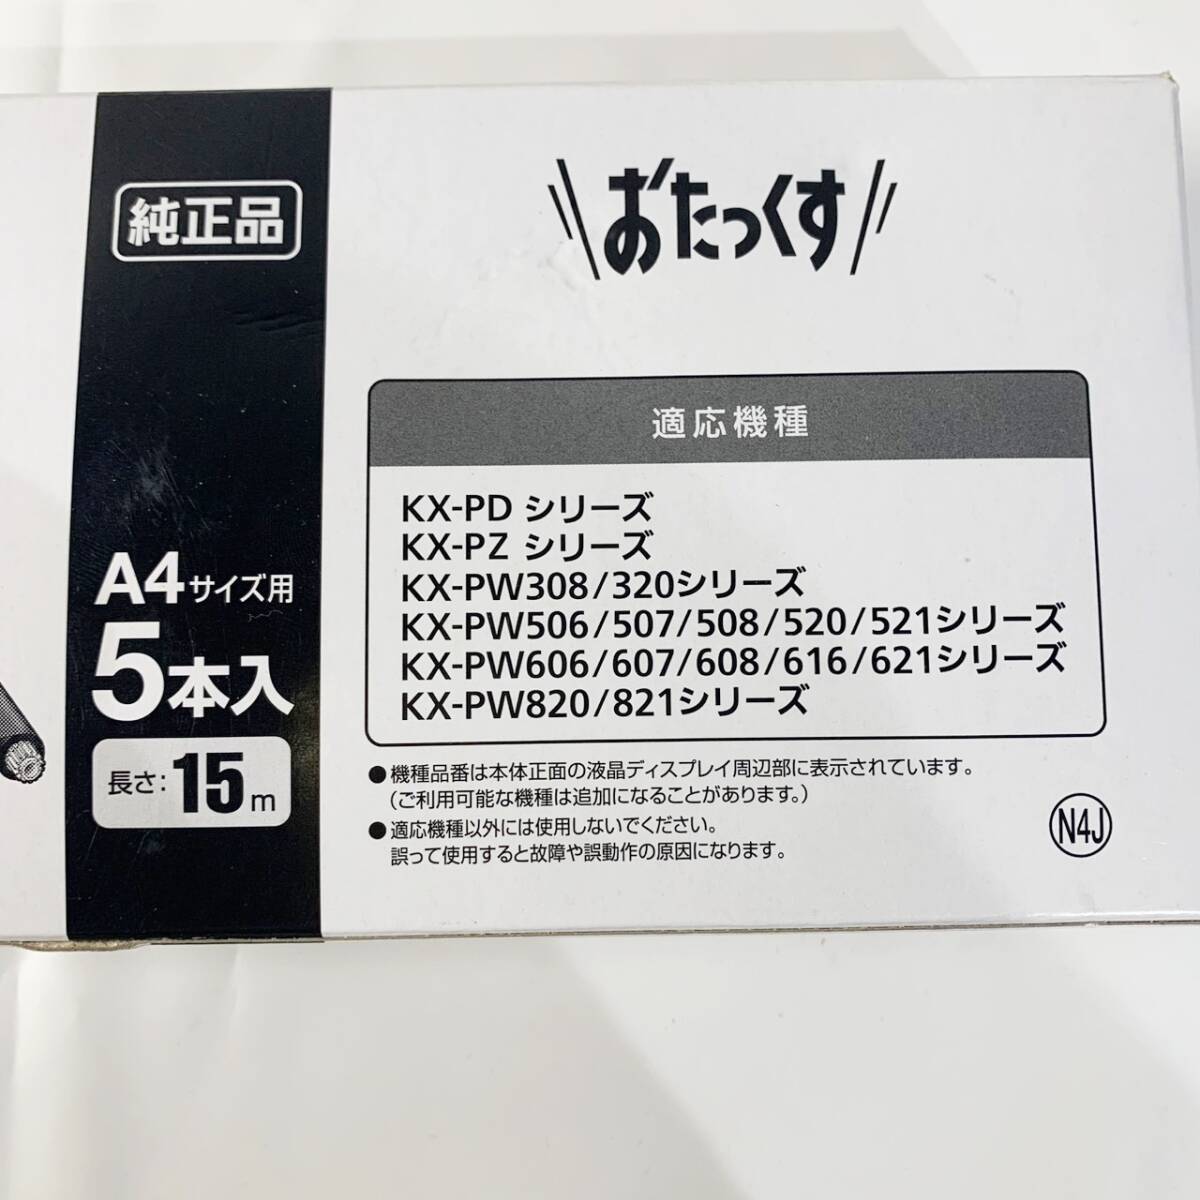 純正品
A4サイズ用
5本入
長さ:15m
おたっくす
適応機種
KX-PD シリーズ
KX-PZ シリーズ
KX-PW308/320シリーズ
KX-PW506/507/508/520/521シリーズ
KX-PW606/607/608/616/621シリーズ
KX-PW820/821シリーズ
●機種品番は本体正面の液晶ディスプレイ周辺部に表示されています。
(ご利用可能な機種は追加になることがあります。)
●適応機種以外には使用しないでください。
誤って使用すると故障や誤動作の原因になります。
N4J